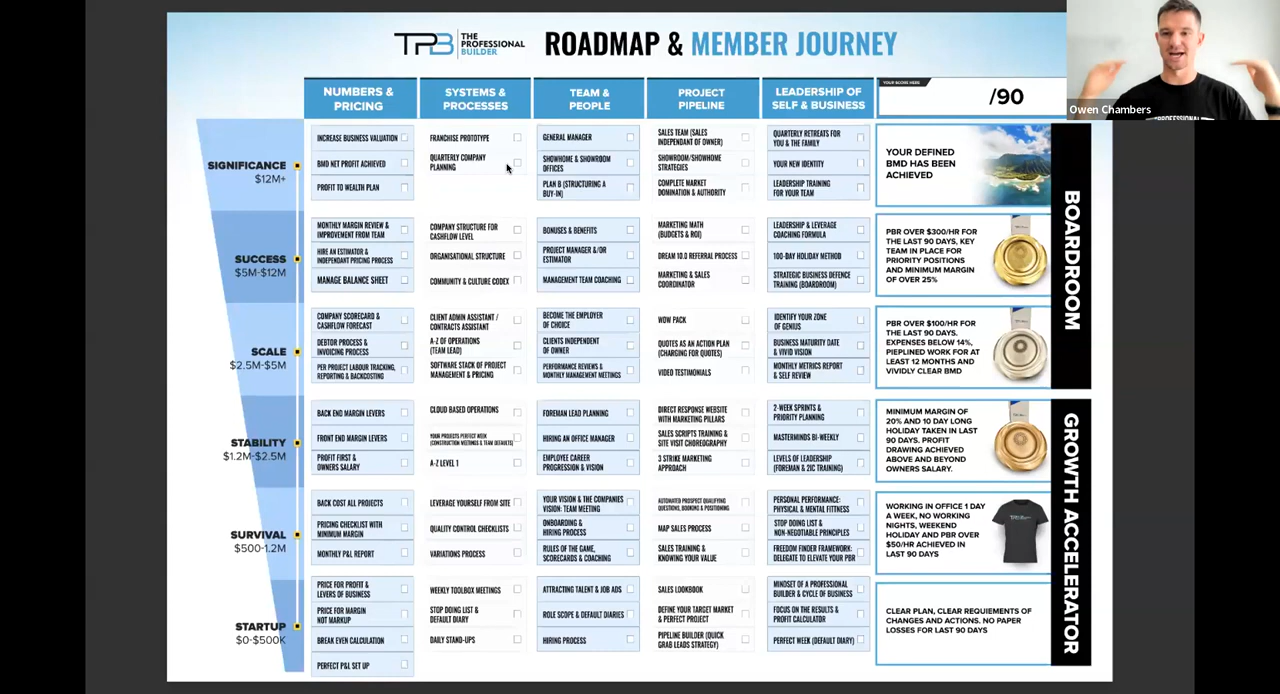 TPB THE PROFESSIONAL BUILDER
ROADMAP & MEMBER JOURNEY
Owen Chambers
NUMBERS & PRICING
SYSTEMS & PROCESSES
TEAM & PEOPLE
PROJECT PIPELINE
LEADERSHIP OF SELF & BUSINESS
YOUR SCORE HERE
/90
SIGNIFICANCE
$12M+
INCREASE BUSINESS VALUATION
BMD NET PROFIT ACHIEVED
PROFIT TO WEALTH PLAN
FRANCHISE PROTOTYPE
QUARTERLY COMPANY
PLANNING
GENERAL MANAGER
SHOWHOME & SHOWROOM
OFFICES
PLAN B (STRUCTURING A
BUY-IN)
SALES TEAM (SALES
INDEPENDANT OF OWNER)
SHOWROOM/SHOWHOME
STRATEGIES
COMPLETE MARKET
DOMINATION & AUTHORITY
QUARTERLY RETREATS FOR
YOU & THE FAMILY
YOUR NEW IDENTITY
LEADERSHIP TRAINING
FOR YOUR TEAM
YOUR DEFINED
BMD HAS BEEN
ACHIEVED
SUCCESS
$5M-$12M
MONTHLY MARGIN REVIEW &
IMPROVEMENT FROM TEAM
HIRE AN ESTIMATOR &
INDEPENDANT PRICING PROCESS
MANAGE BALANCE SHEET
COMPANY STRUCTURE FOR
CASHFLOW LEVEL
ORGANISATIONAL STRUCTURE
COMMUNITY & CULTURE CODEX
BONUSES & BENEFITS
PROJECT MANAGER &/OR
ESTIMATOR
MANAGEMENT TEAM COACHING
MARKETING MATH
(BUDGETS & ROI)
DREAM 10.0 REFERRAL PROCESS
MARKETING & SALES
COORDINATOR
LEADERSHIP & LEVERAGE
COACHING FORMULA
100-DAY HOLIDAY METHOD
STRATEGIC BUSINESS DEFENCE
TRAINING (BOARDROOM)
PBR OVER $300/HR FOR
THE LAST 90 DAYS, KEY
TEAM IN PLACE FOR
PRIORITY POSITIONS
AND MINIMUM MARGIN
OF OVER 25%
BOARDROOM
SCALE
$2.5M-$5M
COMPANY SCORECARD &
CASHFLOW FORECAST
DEBTOR PROCESS &
INVOICING PROCESS
PER PROJECT LABOUR TRACKING,
REPORTING & BACKCOSTING
CLIENT ADMIN ASSISTANT /
CONTRACTS ASSISTANT
A-Z OF OPERATIONS
(TEAM LEAD)
SOFTWARE STACK OF PROJECT
MANAGEMENT & PRICING
BECOME THE EMPLOYER
OF CHOICE
CLIENTS INDEPENDENT
OF OWNER
PERFORMANCE REVIEWS &
MONTHLY MANAGEMENT MEETINGS
WOW PACK
QUOTES AS AN ACTION PLAN
(CHARGING FOR QUOTES)
VIDEO TESTIMONIALS
IDENTIFY YOUR ZONE
OF GENIUS
BUSINESS MATURITY DATE
& VIVID VISION
MONTHLY METRICS REPORT
& SELF REVIEW
PBR OVER $100/HR FOR
THE LAST 90 DAYS.
EXPENSES BELOW 14%,
PIEPLINED WORK FOR AT
LEAST 12 MONTHS AND
VIVIDLY CLEAR BMD
STABILITY
$1.2M-$2.5M
BACK END MARGIN LEVERS
FRONT END MARGIN LEVERS
PROFIT FIRST &
OWNERS SALARY
CLOUD BASED OPERATIONS
YOUR PROJECTS PERFECT WEEK
(CONSTRUCTION MEETINGS & TEAM DEFAULTS)
A-Z LEVEL 1
FOREMAN LEAD PLANNING
HIRING AN OFFICE MANAGER
EMPLOYEE CAREER
PROGRESSION & VISION
DIRECT RESPONSE WEBSITE
WITH MARKETING PILLARS
SALES SCRIPTS TRAINING &
SITE VISIT CHOREOGRAPHY
3 STRIKE MARKETING
APPROACH
2-WEEK SPRINTS &
PRIORITY PLANNING
MASTERMINDS BI-WEEKLY
LEVELS OF LEADERSHIP
(FOREMAN & 2IC TRAINING)
MINIMUM MARGIN OF
20% AND 10 DAY LONG
HOLIDAY TAKEN IN LAST
90 DAYS. PROFIT
DRAWING ACHIEVED
ABOVE AND BEYOND
OWNERS SALARY.
GROWTH ACCELERATOR
SURVIVAL
$500-1.2M
BACK COST ALL PROJECTS
PRICING CHECKLIST WITH
MINIMUM MARGIN
MONTHLY P&L REPORT
LEVERAGE YOURSELF FROM SITE
QUALITY CONTROL CHECKLISTS
VARIATIONS PROCESS
YOUR VISION & THE COMPANIES
VISION: TEAM MEETING
ONBOARDING &
HIRING PROCESS
RULES OF THE GAME,
SCORECARDS & COACHING
AUTOMATED PROSPECT QUALIFYING
QUESTIONS, BOOKING & POSITIONING
MAP SALES PROCESS
SALES TRAINING &
KNOWING YOUR VALUE
PERSONAL PERFORMANCE:
PHYSICAL & MENTAL FITNESS
STOP DOING LIST &
NON-NEGOTIABLE PRINCIPLES
FREEDOM FINDER FRAMEWORK:
DELEGATE TO ELEVATE YOUR PBR
WORKING IN OFFICE 1 DAY
A WEEK, NO WORKING
NIGHTS, WEEKEND
HOLIDAY AND PBR OVER
$50/HR ACHIEVED IN
LAST 90 DAYS
STARTUP
$0-$500K
PRICE FOR PROFIT &
LEVERS OF BUSINESS
PRICE FOR MARGIN
NOT MARKUP
BREAK EVEN CALCULATION
PERFECT P&L SET UP
WEEKLY TOOLBOX MEETINGS
STOP DOING LIST &
DEFAULT DIARY
DAILY STAND-UPS
ATTRACTING TALENT & JOB ADS
ROLE SCOPE & DEFAULT DIARIES
HIRING PROCESS
SALES LOOKBOOK
DEFINE YOUR TARGET MARKET
& PERFECT PROJECT
PIPELINE BUILDER (QUICK
GRAB LEADS STRATEGY)
MINDSET OF A PROFESSIONAL
BUILDER & CYCLE OF BUSINESS
FOCUS ON THE RESULTS &
PROFIT CALCULATOR
PERFECT WEEK (DEFAULT DIARY)
CLEAR PLAN, CLEAR REQUIEMENTS OF
CHANGES AND ACTIONS. NO PAPER
LOSSES FOR LAST 90 DAYS